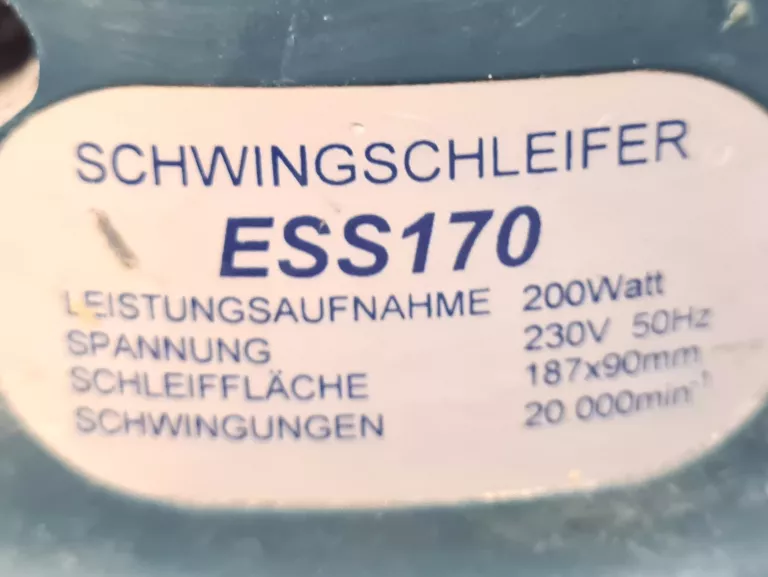 SCHWINGSCHLEIFER
ESS170
LEISTUNGSAUFNAHME 200Watt
SPANNUNG 230V 50Hz
SCHLEIFFLÄCHE 187x90mm
SCHWINGUNGEN 20 000min⁻¹